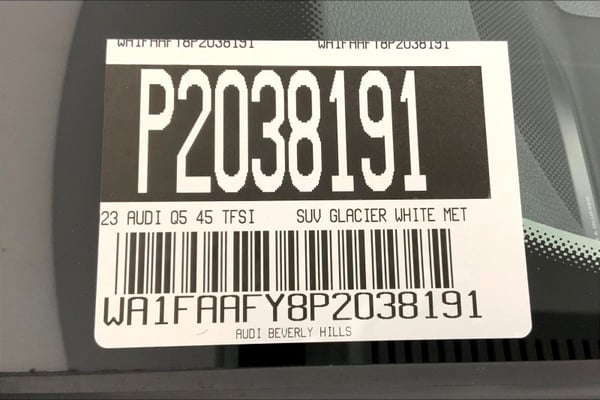 WA1FAAFY8P2038191 WA1FAAFY8P2038191
P2038191
23 AUDI Q5 45 TFSI SUV GLACIER WHITE MET
WA1FAAFY8P2038191
AUDI BEVERLY HILLS